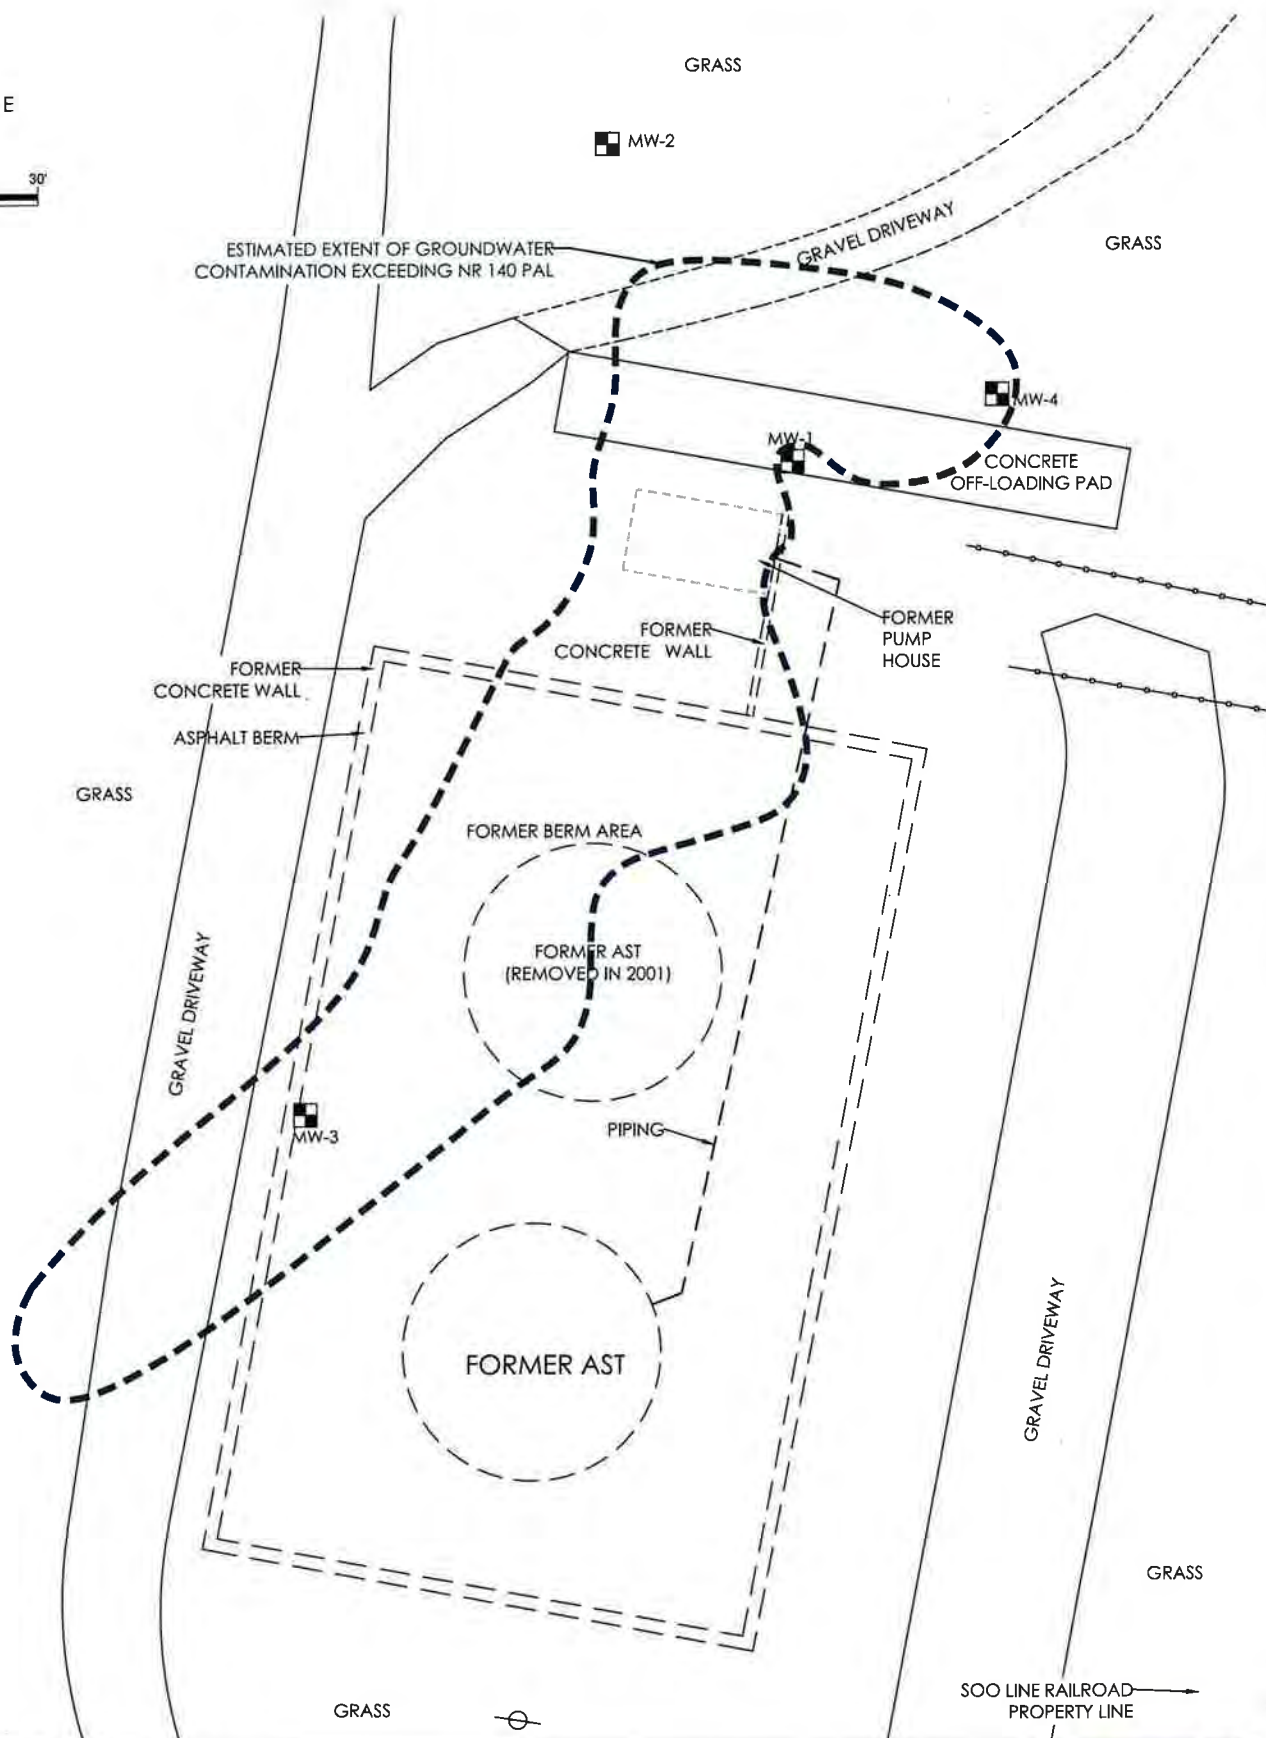 GRASS
E
MW-2
30'
GRAVEL DRIVEWAY
ESTIMATED EXTENT OF GROUNDWATER
CONTAMINATION EXCEEDING NR 140 PAL
GRASS
MW-4
MW-1
CONCRETE
OFF-LOADING PAD
FORMER
PUMP
HOUSE
FORMER
CONCRETE WALL
FORMER
CONCRETE WALL
ASPHALT BERM
GRASS
FORMER BERM AREA
FORMER AST
(REMOVED IN 2001)
GRAVEL DRIVEWAY
MW-3
PIPING
FORMER AST
GRAVEL DRIVEWAY
GRASS
SOO LINE RAILROAD
PROPERTY LINE
GRASS